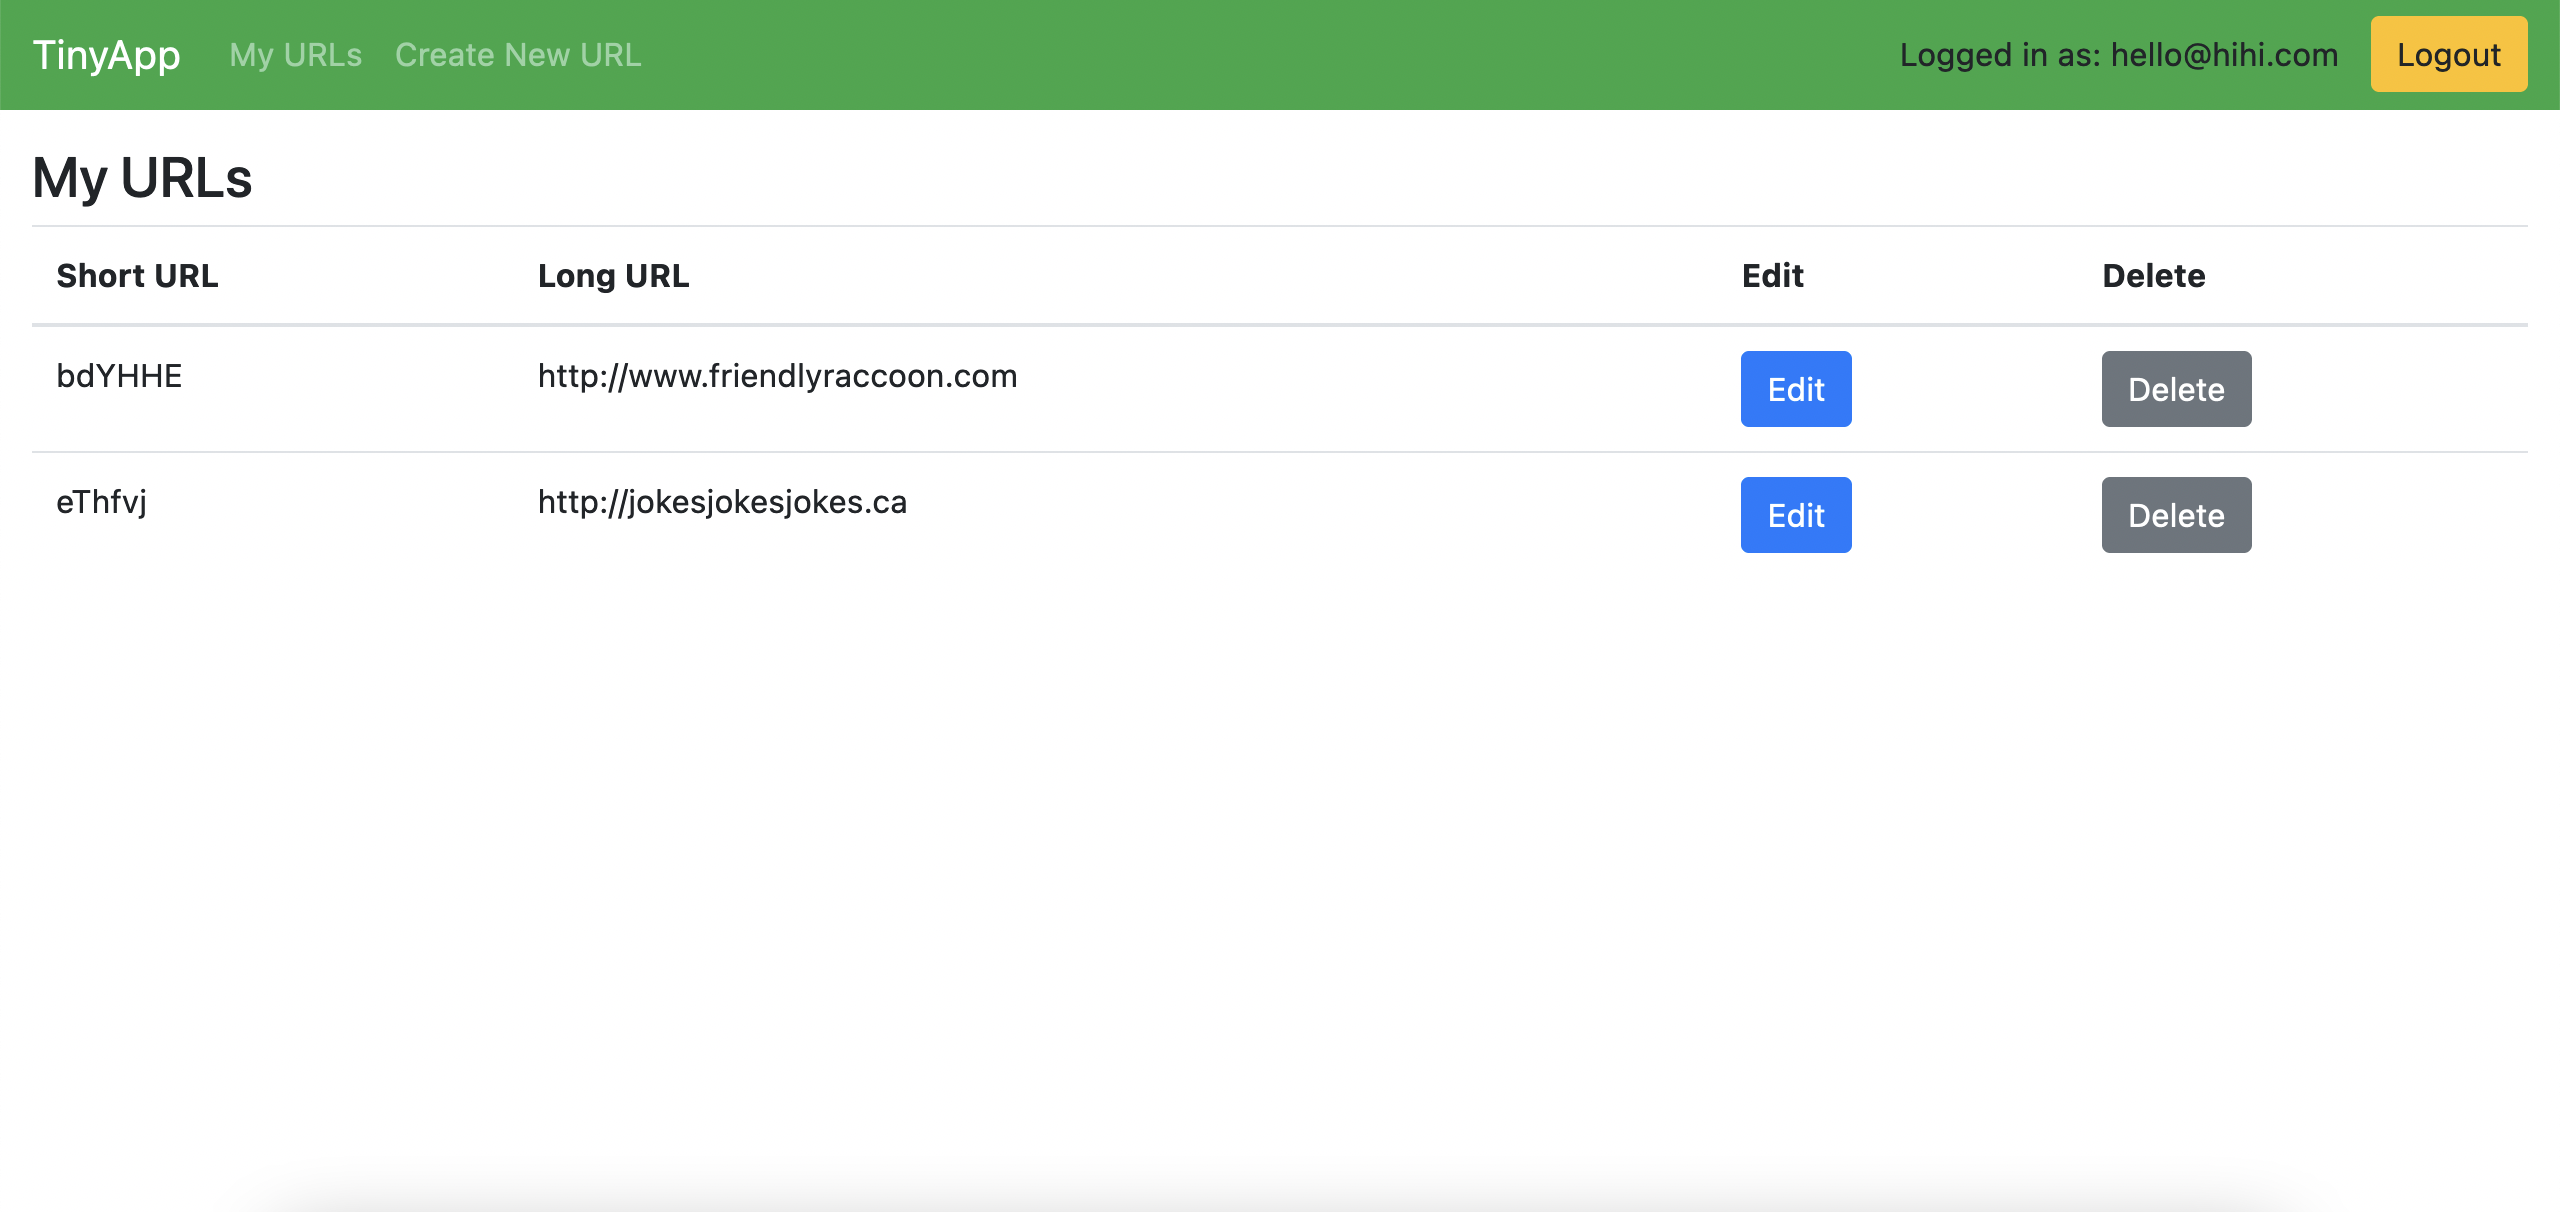 TinyApp My URLs Create New URL Logged in as: hello@hihi.com Logout
My URLs
Short URL Long URL Edit Delete
bdYHHE http://www.friendlyraccoon.com Edit Delete
eThfvj http://jokesjokesjokes.ca Edit Delete